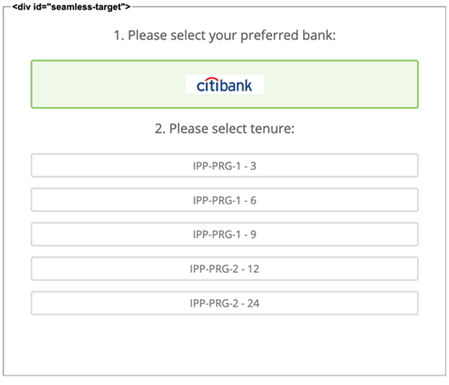 <div id="seamless-target">
1. Please select your preferred bank:
citibank
2. Please select tenure:
IPP-PRG-1 - 3
IPP-PRG-1 - 6
IPP-PRG-1 - 9
IPP-PRG-2 - 12
IPP-PRG-2 - 24